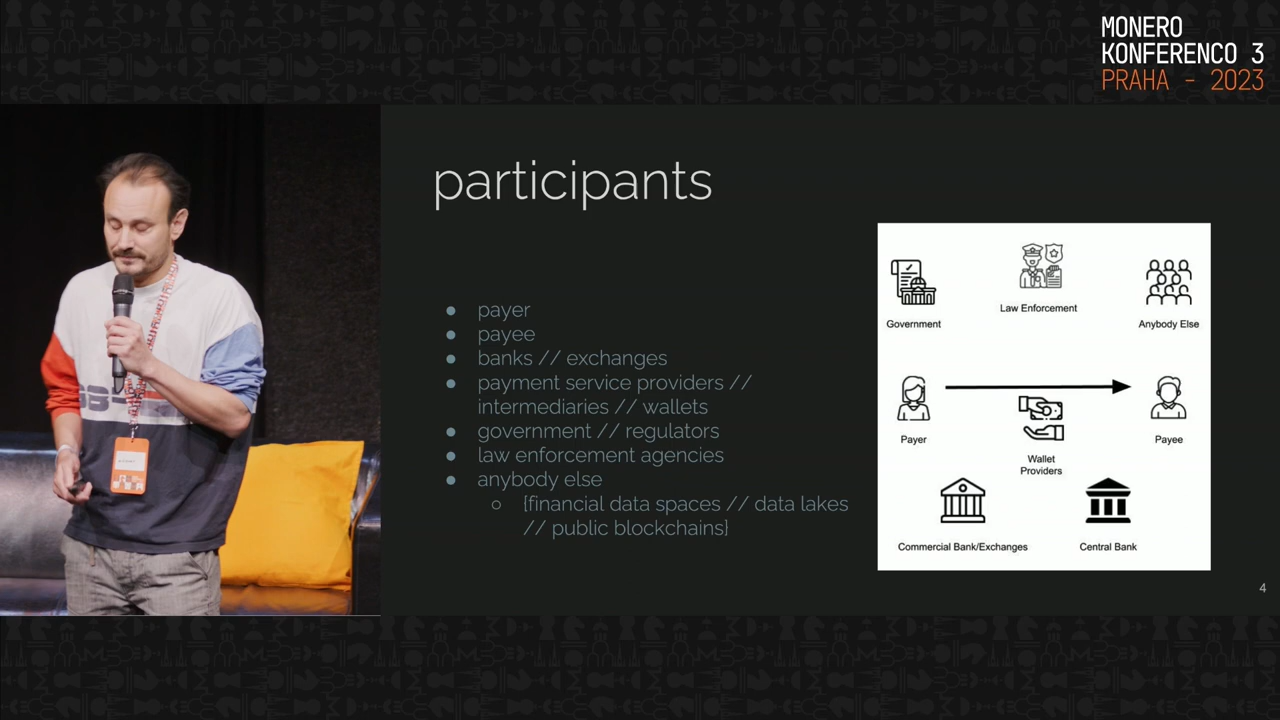 MONERO
KONFERENCO 3
PRAHA - 2023
participants
● payer
● payee
● banks // exchanges
● payment service providers //
intermediaries // wallets
● government // regulators
● law enforcement agencies
● anybody else
○ {financial data spaces // data lakes
// public blockchains}
Government
Law Enforcement
Anybody Else
Payer
Wallet
Providers
Payee
Commercial Bank/Exchanges
Central Bank
4